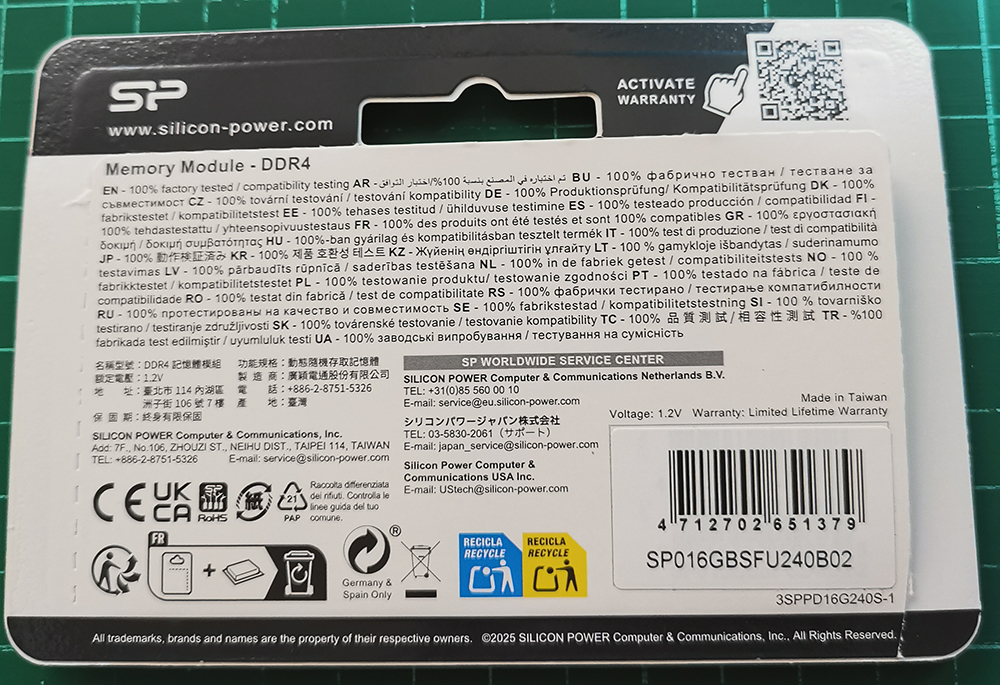 SP
www.silicon-power.com
ACTIVATE
WARRANTY
Memory Module - DDR4
EN - 100% factory tested / compatibility testing AR - تم اختباره في المصنع بنسبة 100%/اختبار التوافق BU - 100% фабрично тестван / тестване за
съвместимост CZ - 100% tovární testování / testování kompatibility DE - 100% Produktionsprüfung/ Kompatibilitätsprüfung DK - 100%
fabrikstestet / kompatibilitetstest EE - 100% tehases testitud / ühilduvuse testimine ES - 100% testeado producción / compatibilidad FI -
100% tehdastestattu / yhteensopivuustestaus FR - 100% des produits ont été testés et sont 100% compatibles GR - 100% εργοστασιακή
δοκιμή / δοκιμή συμβατότητας HU - 100%-ban gyárilag és kompatibilitásban tesztelt termék IT - 100% test di produzione / test di compatibilità
JP - 100% 動作検証済み KR - 100% 제품 호환성 테스트 KZ - Жүйенің өндіргіштігін ұлғайту LT - 100 % gamykloje išbandytas / suderinamumo
testavimas LV - 100% pārbaudīts rūpnīcā / saderības testēšana NL - 100% in de fabriek getest / compatibiliteitstests NO - 100 %
fabrikktestet / kompatibilitetstestet PL - 100% testowanie produktu/ testowanie zgodności PT - 100% testado na fábrica / teste de
compatibilidade RO - 100% testat din fabrică / test de compatibilitate RS - 100% фабрички тестирано / тестирање компатибилности
RU - 100% протестированы на качество и совместимость SE - 100% fabrikstestad / kompatibilitetstestning SI - 100 % tovarniško
testirano / testiranje združljivosti SK - 100% továrenské testovanie / testovanie kompatibility TC - 100% 品質測試/相容性測試 TR - %100
fabrikada test edilmiştir / uyumluluk testi UA - 100% заводські випробування / тестування на сумісність
名稱型號：DDR4 記憶體模組 功能規格：動態隨機存取記憶體
額定電壓：1.2V 製造商：廣穎電通股份有限公司
地址：臺北市114內湖區 電話：+886-2-8751-5326
洲子街106號7樓 產地：臺灣
保固期：終身有限保固
SILICON POWER Computer & Communications, Inc.
Add: 7F., No.106, ZHOUZI ST., NEIHU DIST., TAIPEI 114, TAIWAN
TEL: +886-2-8751-5326 E-mail: service@silicon-power.com
SP WORLDWIDE SERVICE CENTER
SILICON POWER Computer & Communications Netherlands B.V.
TEL: +31(0)85 560 00 10
E-mail: service@eu.silicon-power.com
シリコンパワージャパン株式会社
TEL: 03-5830-2061（サポート）
E-mail: japan_service@silicon-power.com
Silicon Power Computer &
Communications USA Inc.
E-mail: UStech@silicon-power.com
Made in Taiwan
Voltage: 1.2V Warranty: Limited Lifetime Warranty
4 712702 651379
SP016GBSFU240B02
3SPPD16G240S-1
CE UK
CA
RoHS
紙
21
PAP
Raccolta differenziata
dei rifiuti. Controlla le
linee guida del tuo
comune.
FR
+
®
Germany &
Spain Only
RECICLA
RECYCLE
RECICLA
RECYCLE
All trademarks, brands and names are the property of their respective owners. ©2025 SILICON POWER Computer & Communications, Inc., All Rights Reserved.